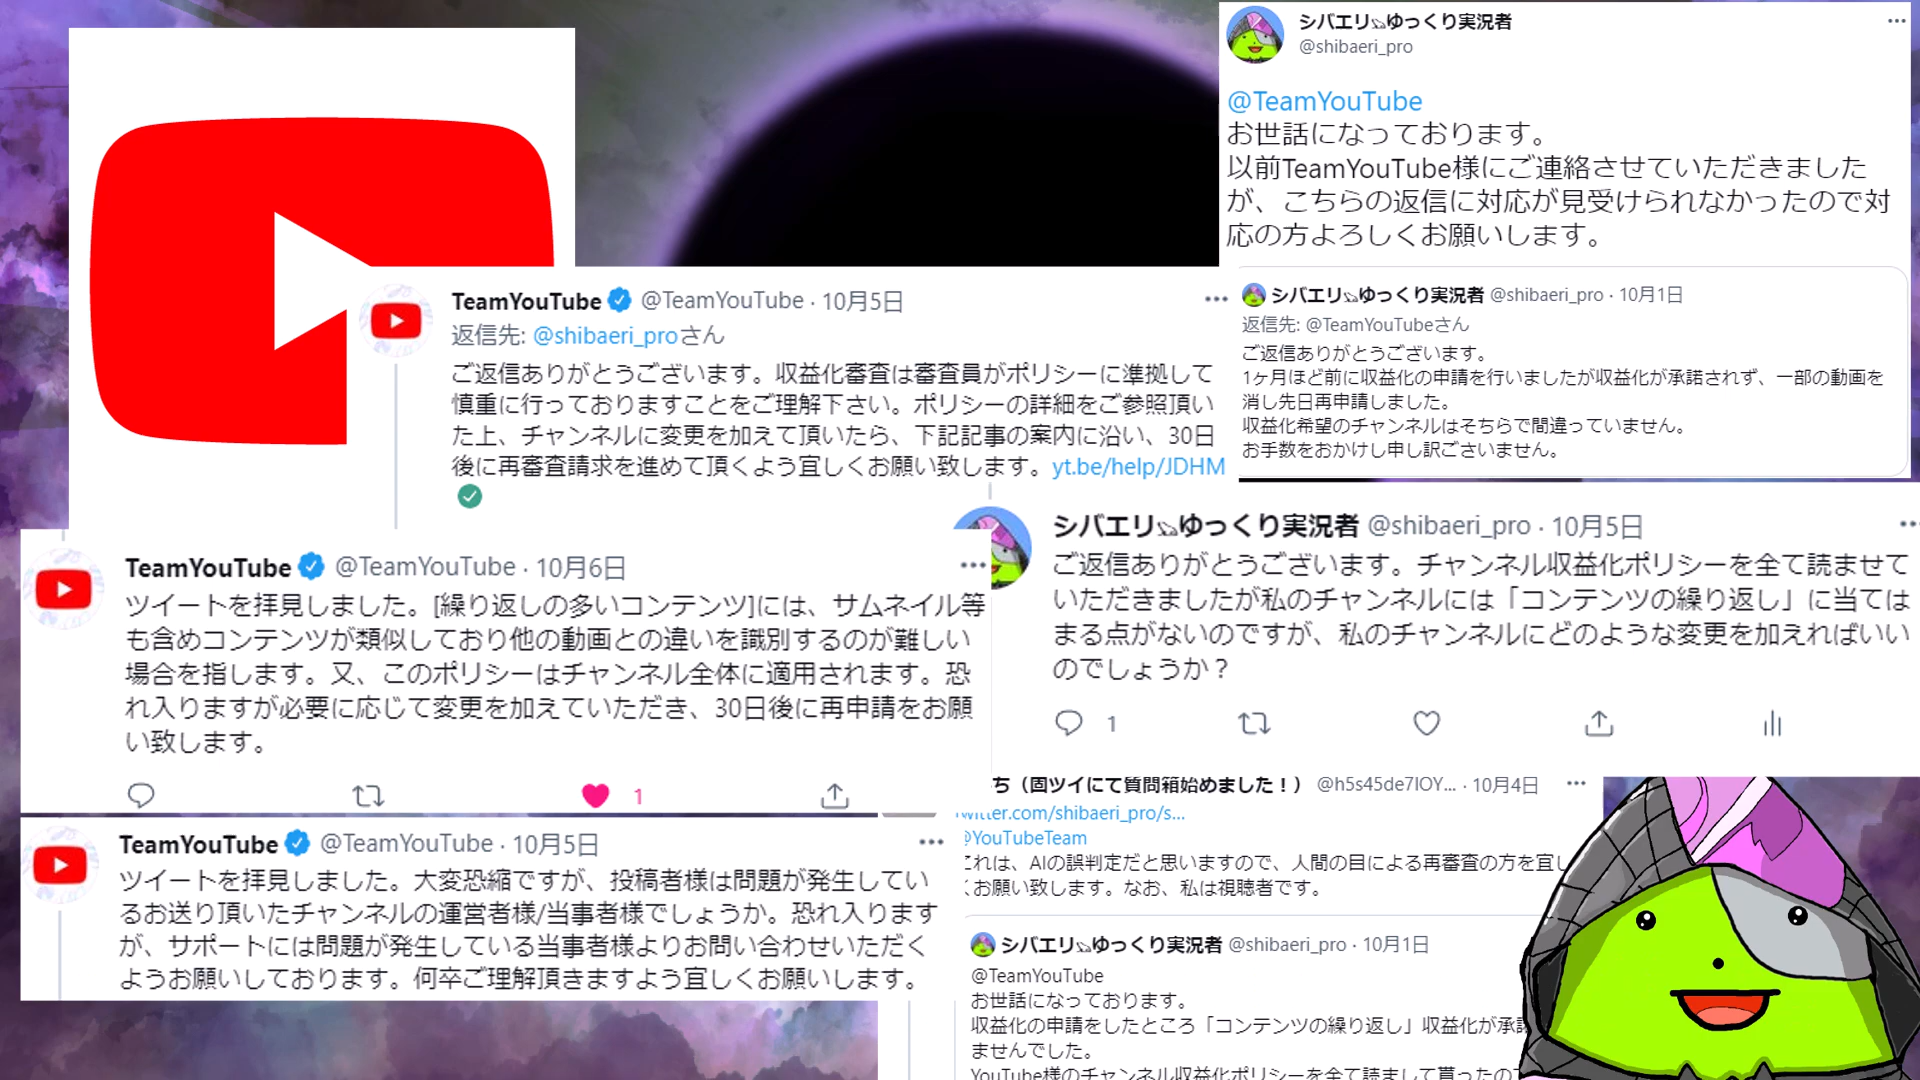 シバエリ𓅓ゆっくり実況者
@shibaeri_pro
@TeamYouTube
お世話になっております。
以前TeamYouTube様にご連絡させていただきました
が、こちらの返信に対応が見受けられなかったので対
応の方よろしくお願いします。
シバエリ ゆっくり実況者 @shibaeri_pro · 10月1日
返信先: @TeamYouTubeさん
ご返信ありがとうございます。
1ヶ月ほど前に収益化の申請を行いましたが収益化が承諾されず、一部の動画を
消し先日再申請しました。
収益化希望のチャンネルはそちらで間違っていません。
お手数をおかけし申し訳ございません。
TeamYouTube @TeamYouTube · 10月5日
返信先: @shibaeri_proさん
ご返信ありがとうございます。収益化審査は審査員がポリシーに準拠して
慎重に行っておりますことをご理解下さい。ポリシーの詳細をご参照頂い
た上、チャンネルに変更を加えて頂いたら、下記記事の案内に沿い、30日
後に再審査請求を進めて頂くよう宜しくお願い致します。yt.be/help/JDHM
シバエリ ゆっくり実況者 @shibaeri_pro · 10月5日
ご返信ありがとうございます。チャンネル収益化ポリシーを全て読ませて
いただきましたが私のチャンネルには「コンテンツの繰り返し」に当ては
まる点がないのですが、私のチャンネルにどのような変更を加えればいい
のでしょうか？
1
TeamYouTube @TeamYouTube · 10月6日
ツイートを拝見しました。[繰り返しの多いコンテンツ]には、サムネイル等
も含めコンテンツが類似しており他の動画との違いを識別するのが難しい
場合を指します。又、このポリシーはチャンネル全体に適用されます。恐
れ入りますが必要に応じて変更を加えていただき、30日後に再申請をお願
い致します。
1
TeamYouTube @TeamYouTube · 10月5日
ツイートを拝見しました。大変恐縮ですが、投稿者様は問題が発生してい
るお送り頂いたチャンネルの運営者様/当事者様でしょうか。恐れ入ります
が、サポートには問題が発生している当事者様よりお問い合わせいただく
ようお願いしております。何卒ご理解頂きますよう宜しくお願いします。
ち（固ツイにて質問箱始めました！） @h5s45de7IOY... · 10月4日
witter.com/shibaeri_pro/s...
@YouTubeTeam
これは、AIの誤判定だと思いますので、人間の目による再審査の方を宜し
くお願い致します。なお、私は視聴者です。
シバエリ ゆっくり実況者 @shibaeri_pro · 10月1日
@TeamYouTube
お世話になっております。
収益化の申請をしたところ「コンテンツの繰り返し」収益化が承諾
ませんでした。
YouTube様のチャンネル収益化ポリシーを全て読まして貰ったの